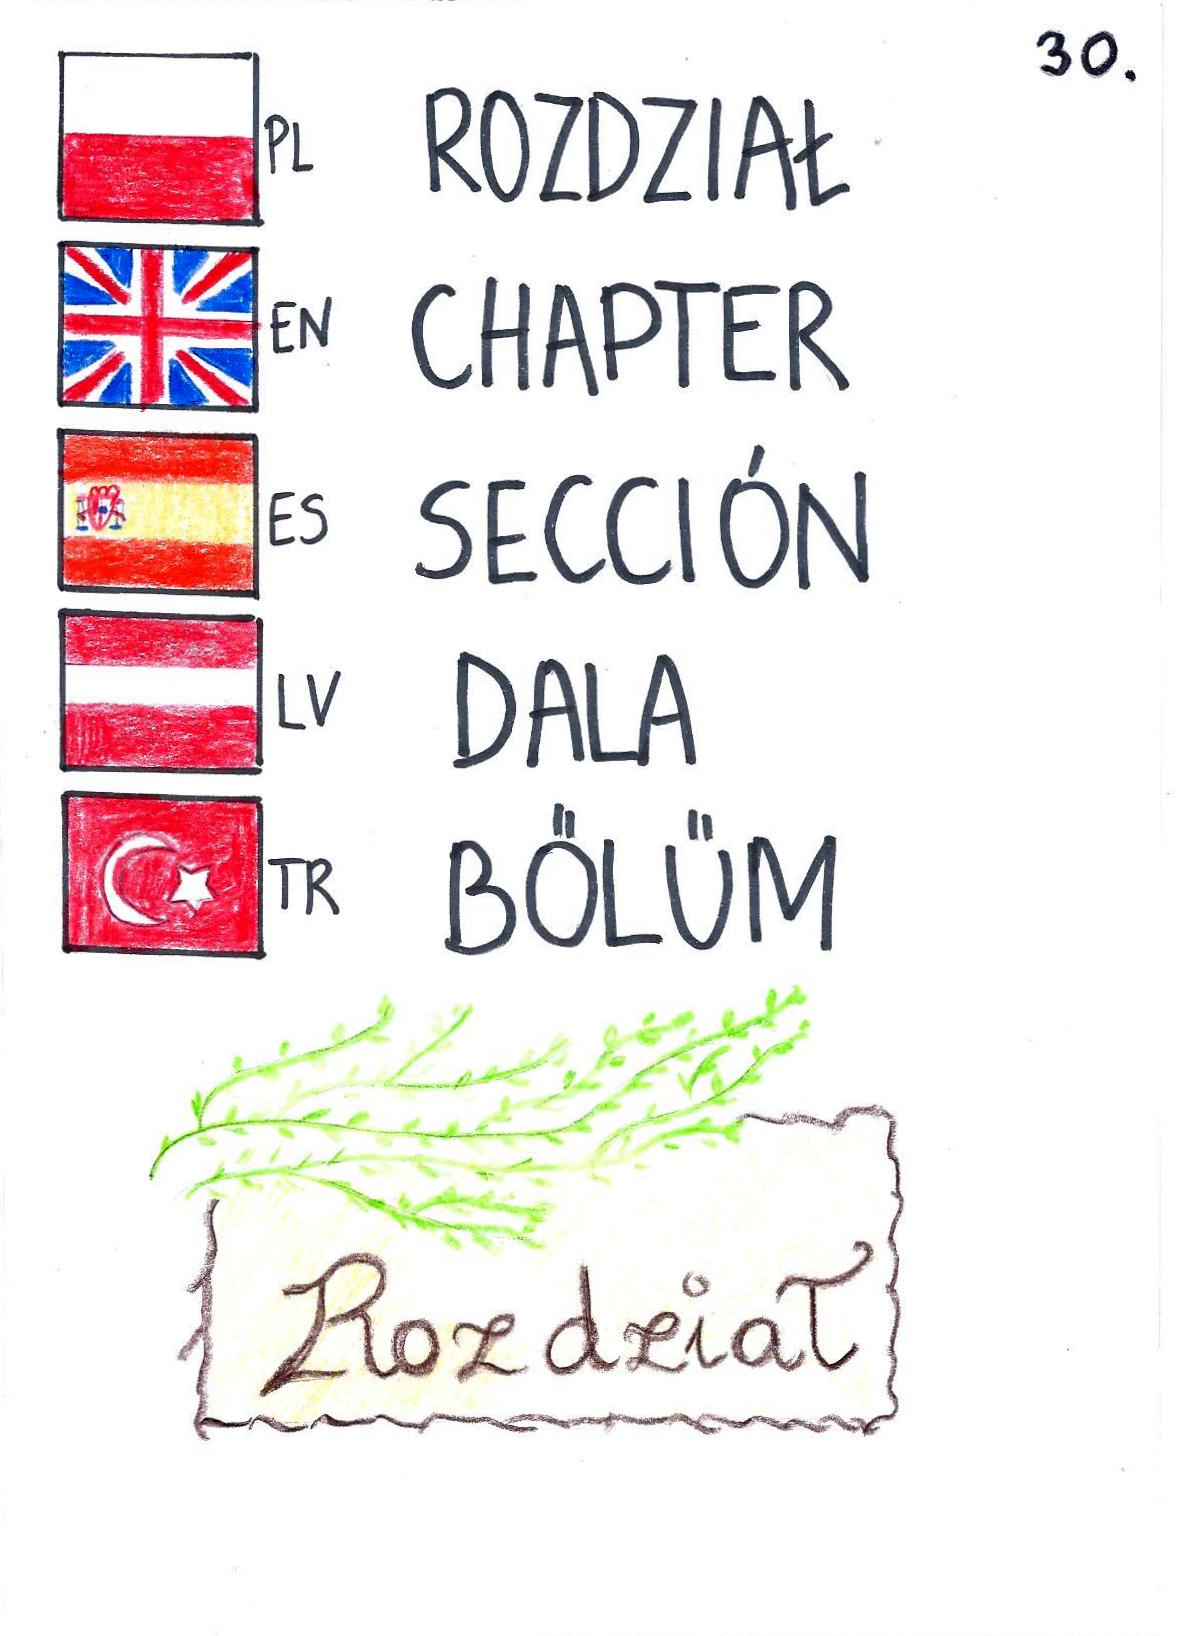 30.
PL ROZDZIAŁ
EN CHAPTER
ES SECCIÓN
LV DALA
TR BÖLÜM
Rozdział